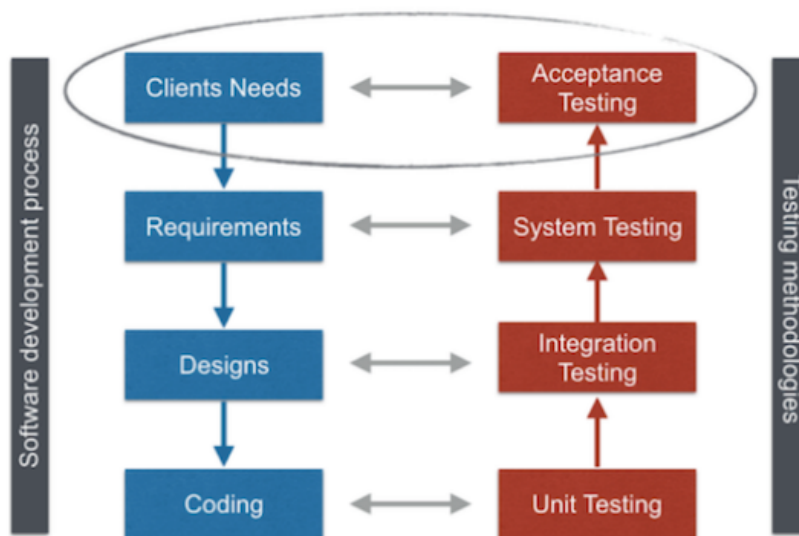 Software development process
Clients Needs
Acceptance
Testing
Requirements
System Testing
Designs
Integration
Testing
Coding
Unit Testing
Testing methodologies